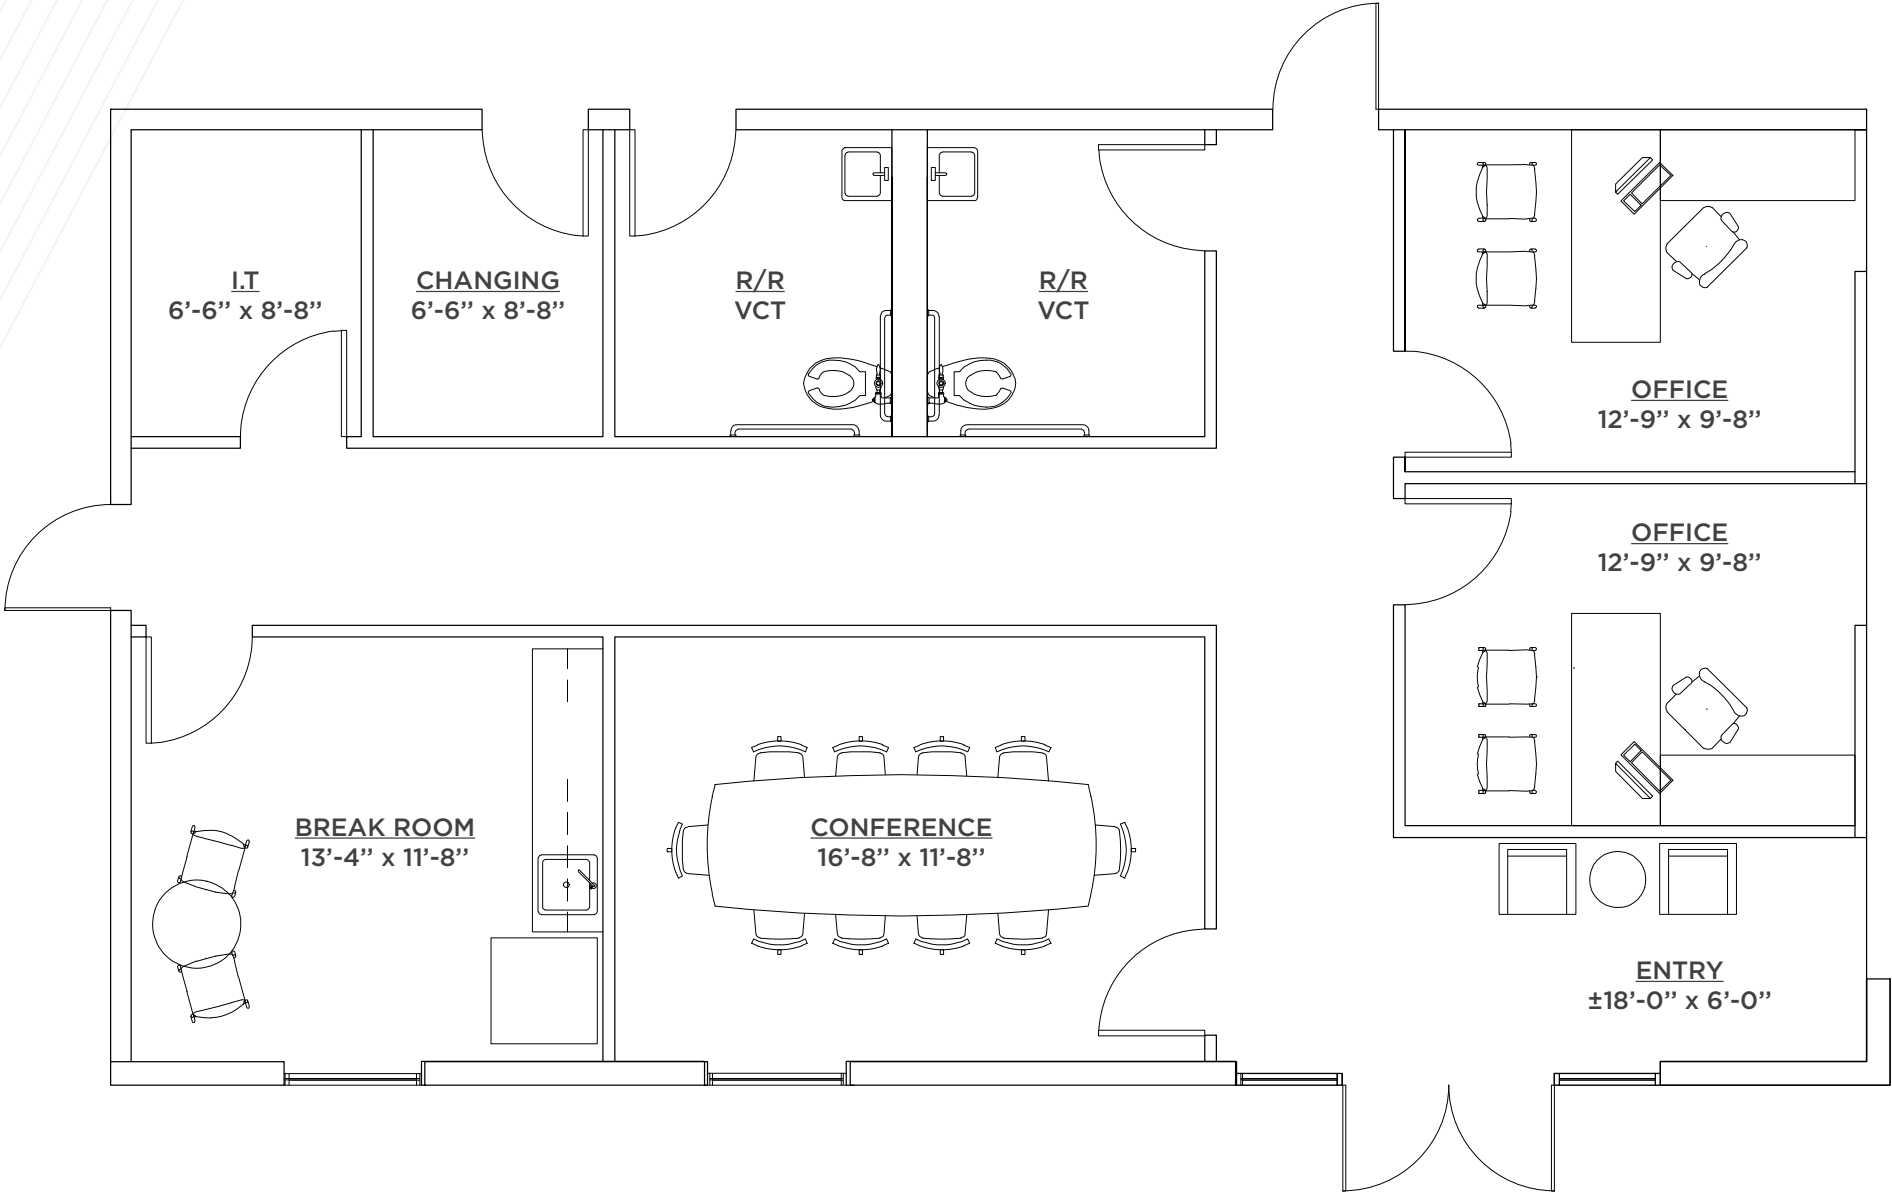 I.T
6’-6” x 8’-8”
CHANGING
6’-6” x 8’-8”
R/R
VCT
R/R
VCT
OFFICE
12’-9” x 9’-8”
OFFICE
12’-9” x 9’-8”
BREAK ROOM
13’-4” x 11’-8”
CONFERENCE
16’-8” x 11’-8”
ENTRY
±18’-0” x 6’-0”